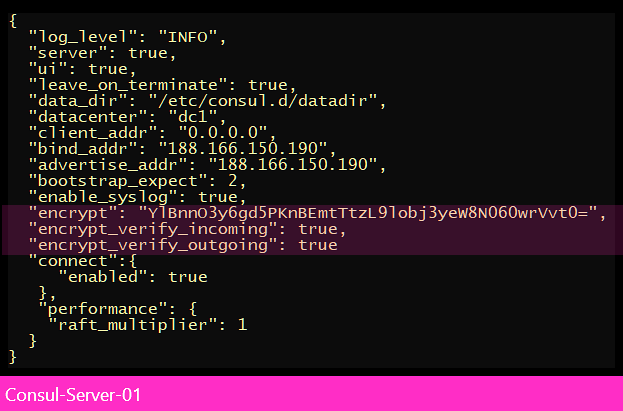 {
"log_level": "INFO",
"server": true,
"ui": true,
"leave_on_terminate": true,
"data_dir": "/etc/consul.d/datadir",
"datacenter": "dc1",
"client_addr": "0.0.0.0",
"bind_addr": "188.166.150.190",
"advertise_addr": "188.166.150.190",
"bootstrap_expect": 2,
"enable_syslog": true,
"encrypt": "YlBnnO3y6gd5PKnBEmtTtzL9lobj3yeW8NO6OwrVvt0=",
"encrypt_verify_incoming": true,
"encrypt_verify_outgoing": true
"connect":{
"enabled": true
},
"performance": {
"raft_multiplier": 1
}
}
Consul-Server-01